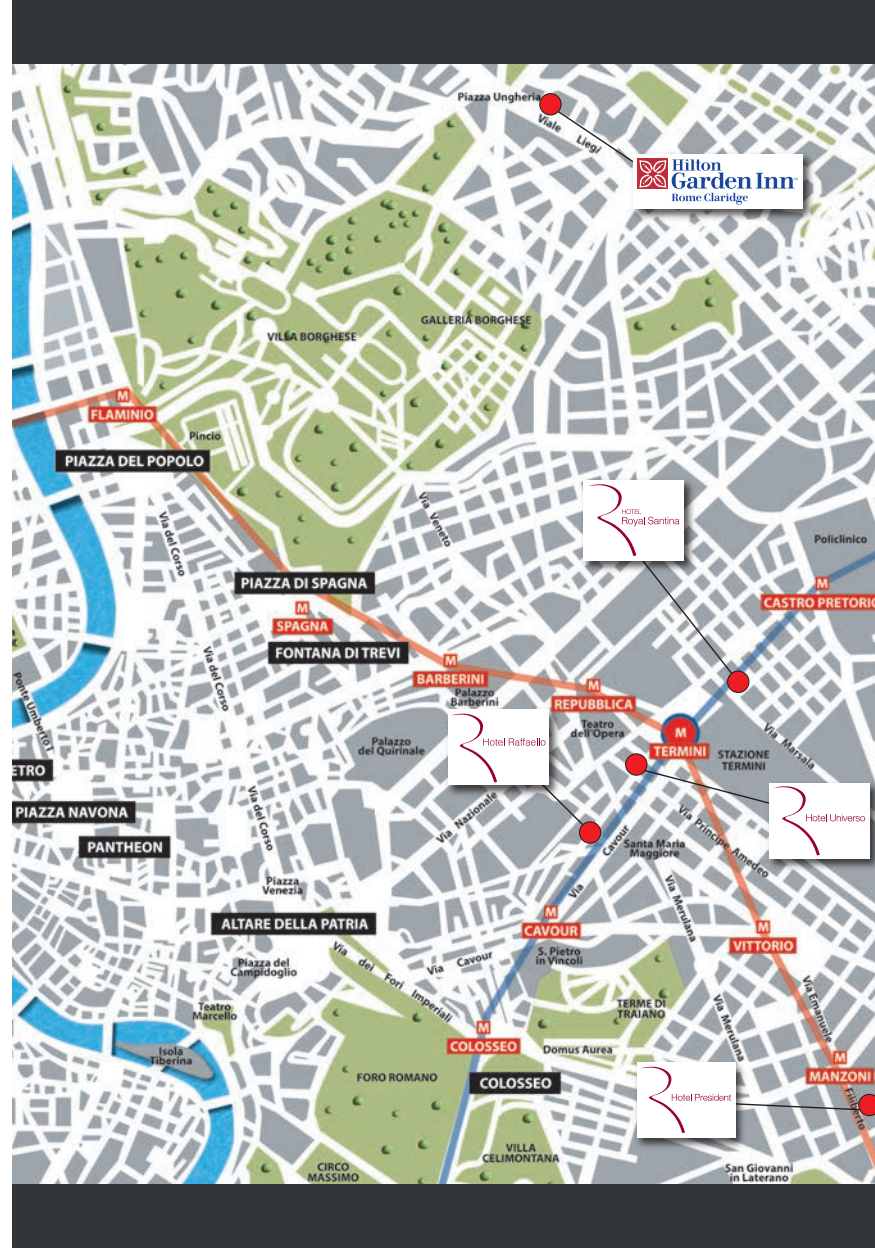 Piazza Ungheria
Viale Liegi
Hilton
Garden Inn™
Rome Claridge
GALLERIA BORGHESE
VILLA BORGHESE
M
FLAMINIO
Pincio
PIAZZA DEL POPOLO
Via Veneto
HOTEL
Royal Santina
Via del Corso
Policlinico
PIAZZA DI SPAGNA
M
CASTRO PRETORIO
M
SPAGNA
FONTANA DI TREVI
Via del Corso
M
BARBERINI
Palazzo
Barberini
M
REPUBBLICA
Ponte Umberto I
Teatro
dell'Opera
Hotel Raffaello
Palazzo
del Quirinale
M
TERMINI
STAZIONE
TERMINI
Via Marsala
ETRO
PIAZZA NAVONA
Via del Corso
Via Nazionale
Hotel Universo
PANTHEON
Via Cavour
Santa Maria
Maggiore
Via Principe Amedeo
Piazza
Venezia
Via Merulana
ALTARE DELLA PATRIA
M
CAVOUR
M
VITTORIO
S. Pietro
in Vincoli
Via Cavour
Piazza del
Campidoglio
Via dei Fori Imperiali
Via Emanuele
Filiberto
TERME DI
TRAIANO
Via Merulana
Teatro
Marcello
M
COLOSSEO
Domus Aurea
Isola
Tiberina
M
MANZONI
FORO ROMANO
COLOSSEO
Hotel President
VILLA
CELIMONTANA
CIRCO
MASSIMO
San Giovanni
in Laterano